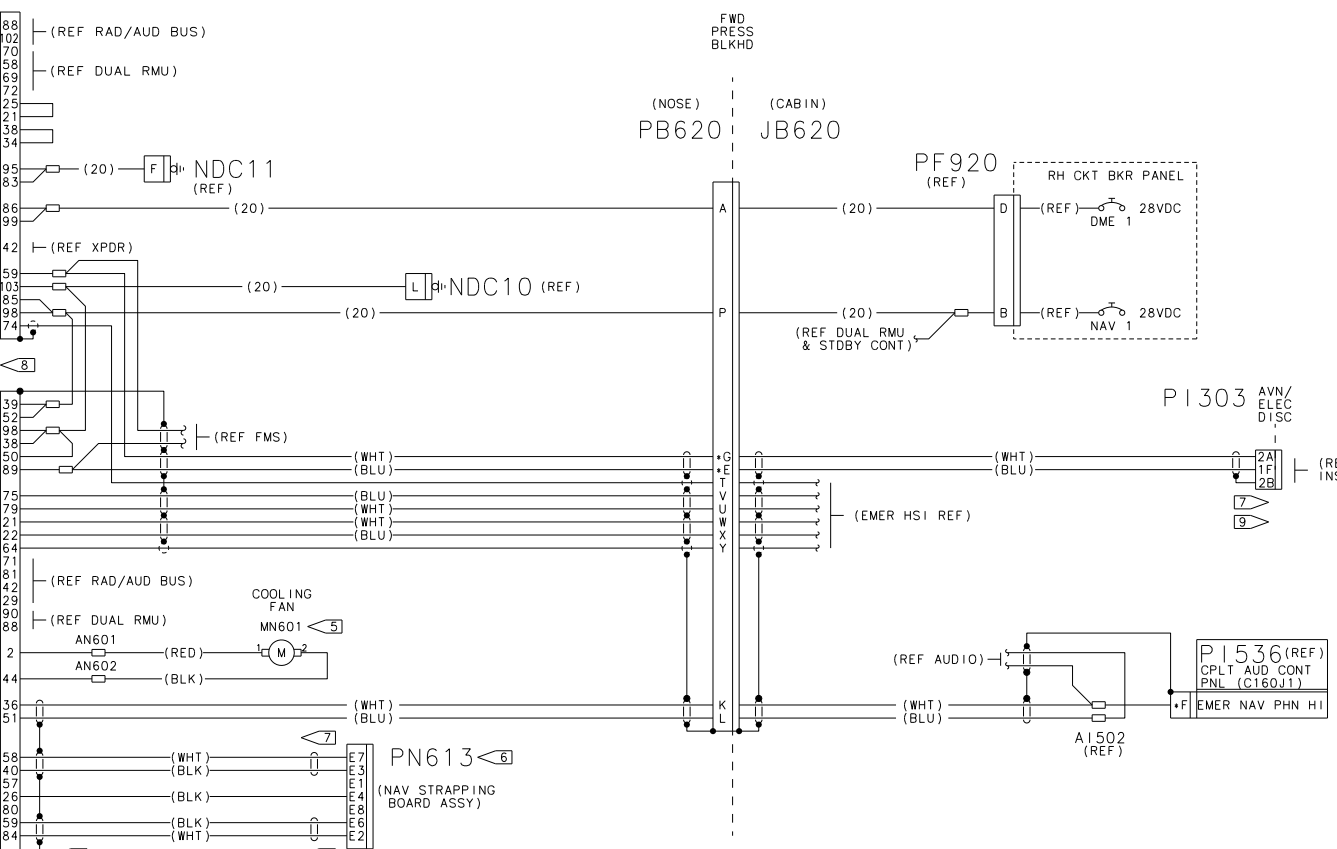 FWD
PRESS
BLKHD
(NOSE)
(CABIN)
PB620
JB620
88
102
70
(REF RAD/AUD BUS)
58
69
72
(REF DUAL RMU)
25
21
38
34
95
83
(20)
F
NDC11
(REF)
86
99
(20)
A
(20)
PF920
(REF)
RH CKT BKR PANEL
D
(REF)
DME 1
28VDC
42
(REF XPDR)
59
103
85
98
74
(20)
L
NDC10 (REF)
(20)
P
(20)
B
(REF)
NAV 1
28VDC
(REF DUAL RMU
& STDBY CONT)
8
39
52
98
38
50
89
(REF FMS)
PI303
AVN/
ELEC
DISC
(WHT)
*G
(WHT)
2A
(BLU)
*E
(BLU)
1F
T
2B
7
9
75
(BLU)
V
79
(WHT)
U
21
(WHT)
W
22
(BLU)
X
64
Y
(EMER HSI REF)
71
81
42
29
(REF RAD/AUD BUS)
90
88
(REF DUAL RMU)
COOLING
FAN
MN601
5
AN601
2
(RED)
1
M
2
AN602
44
(BLK)
(REF AUDIO)
PI536(REF)
CPLT AUD CONT
PNL (C160J1)
*F
EMER NAV PHN HI
36
(WHT)
K
(WHT)
51
(BLU)
L
(BLU)
AI502
(REF)
7
58
(WHT)
E7
40
(BLK)
E3
57
E1
26
(BLK)
E4
80
E8
59
(BLK)
E6
84
(WHT)
E2
PN613
6
(NAV STRAPPING
BOARD ASSY)